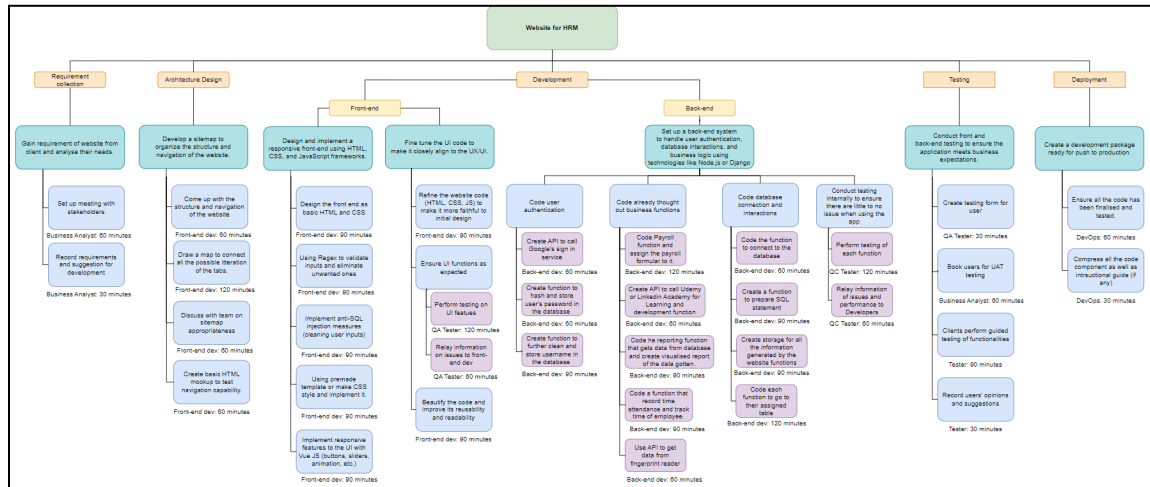 Website for HRM
Requirement
collection
Architecture Design
Development
Testing
Deployment
Front-end
Back-end
Gain requirement of website from
client and analyse their needs.
Set up meeting with
stakeholders
Business Analyst: 60 minutes
Record requirements
and suggestion for
development
Business Analyst: 30 minutes
Develop a sitemap to
organize the structure and
navigation of the website.
Come up with the
structure and navigation
of the website
Front-end dev: 60 minutes
Draw a map to connect
all the possible itteration
of the tabs.
Front-end dev: 120 minutes
Discuss with team on
sitemap
appropriateness
Front-end dev: 60 minutes
Create basic HTML
mockup to test
navigation capability.
Front-end dev: 60 minutes
Design and implement a
responsive front-end using HTML,
CSS, and JavaScript frameworks.
Design the front end as
basic HTML and CSS
Front-end dev: 90 minutes
Using Regex to validate
inputs and eliminate
unwanted ones
Front-end dev: 90 minutes
Implement anti-SQL
injection measures
(cleaning user inputs)
Front-end dev: 90 minutes
Using premade
template or make CSS
style and implement it.
Front-end dev: 90 minutes
Implement responsive
features to the UI with
Vue JS (buttons, sliders,
animation, etc.)
Front-end dev: 90 minutes
Fine tune the UI code to
make it closely align to the UX/UI.
Refine the website code
(HTML, CSS, JS) to
make it more faithful to
initial design
Front-end dev: 90 minutes
Ensure UI functions as
expected
Perform testing on
UI featues
QA Tester: 120 minutes
Relay information
on issues to front-end
dev
QA Tester: 60 minutes
Beautify the code and
improve its reusability
and readability
Front-end dev: 90 minutes
Set up a back-end system
to handle user authentication,
database interactions, and
business logic using
technologies like Node.js or Django
Code user
authentication
Create API to call
Google's sign in
service
Back-end dev: 60 minutes
Create function to
hash and store
user's password in
the database
Back-end dev: 60 minutes
Create function to
further clean and
store username in
the database
Back-end dev: 90 minutes
Code already thought
out business functions
Code Payroll
function and
assign the payroll
formular to it.
Back-end dev: 120 minutes
Create API to call Udemy
or Linkedin Academy for
Learning and
development function
Back-end dev: 60 minutes
Code he reporting function
that gets data from database
and create visualised report
of the data gotten.
Back-end dev: 90 minutes
Code a function that
record time
attendance and track
time of employee.
Back-end dev: 90 minutes
Use API to get
data from
fingerprint reader
Back-end dev: 60 minutes
Code database
connection and
interactions
Code the function
to connect to the
database
Back-end dev: 90 minutes
Create a function
to prepare SQL
statement
Back-end dev: 90 minutes
Create storage for all
the information
generated by the
website functions
Back-end dev: 90 minutes
Code each
function to go to
their assigned
table
Back-end dev: 120 minutes
Conduct testing
internally to ensure
there are little to no
issue when using the
app
Perform testing of
each function
QC Tester: 120 minutes
Relay information
of issues and
performance to
Developers
QC Tester: 60 minutes
Conduct front and
back-end testing to ensure the
application meets business
expectations.
Create testing form for
user
QA Tester: 30 minutes
Book users for UAT
testing
Business Analyst: 60 minutes
Clients perform guided
testing of functionalities
Tester: 90 minutes
Record users' opinions
and suggestions
Tester: 30 minutes
Create a development package
ready for push to production.
Ensure all the code has
been finalised and
tested.
DevOps: 60 minutes
Compress all the code
component as well as
intrsuctional guide (if
any)
DevOps: 30 minutes